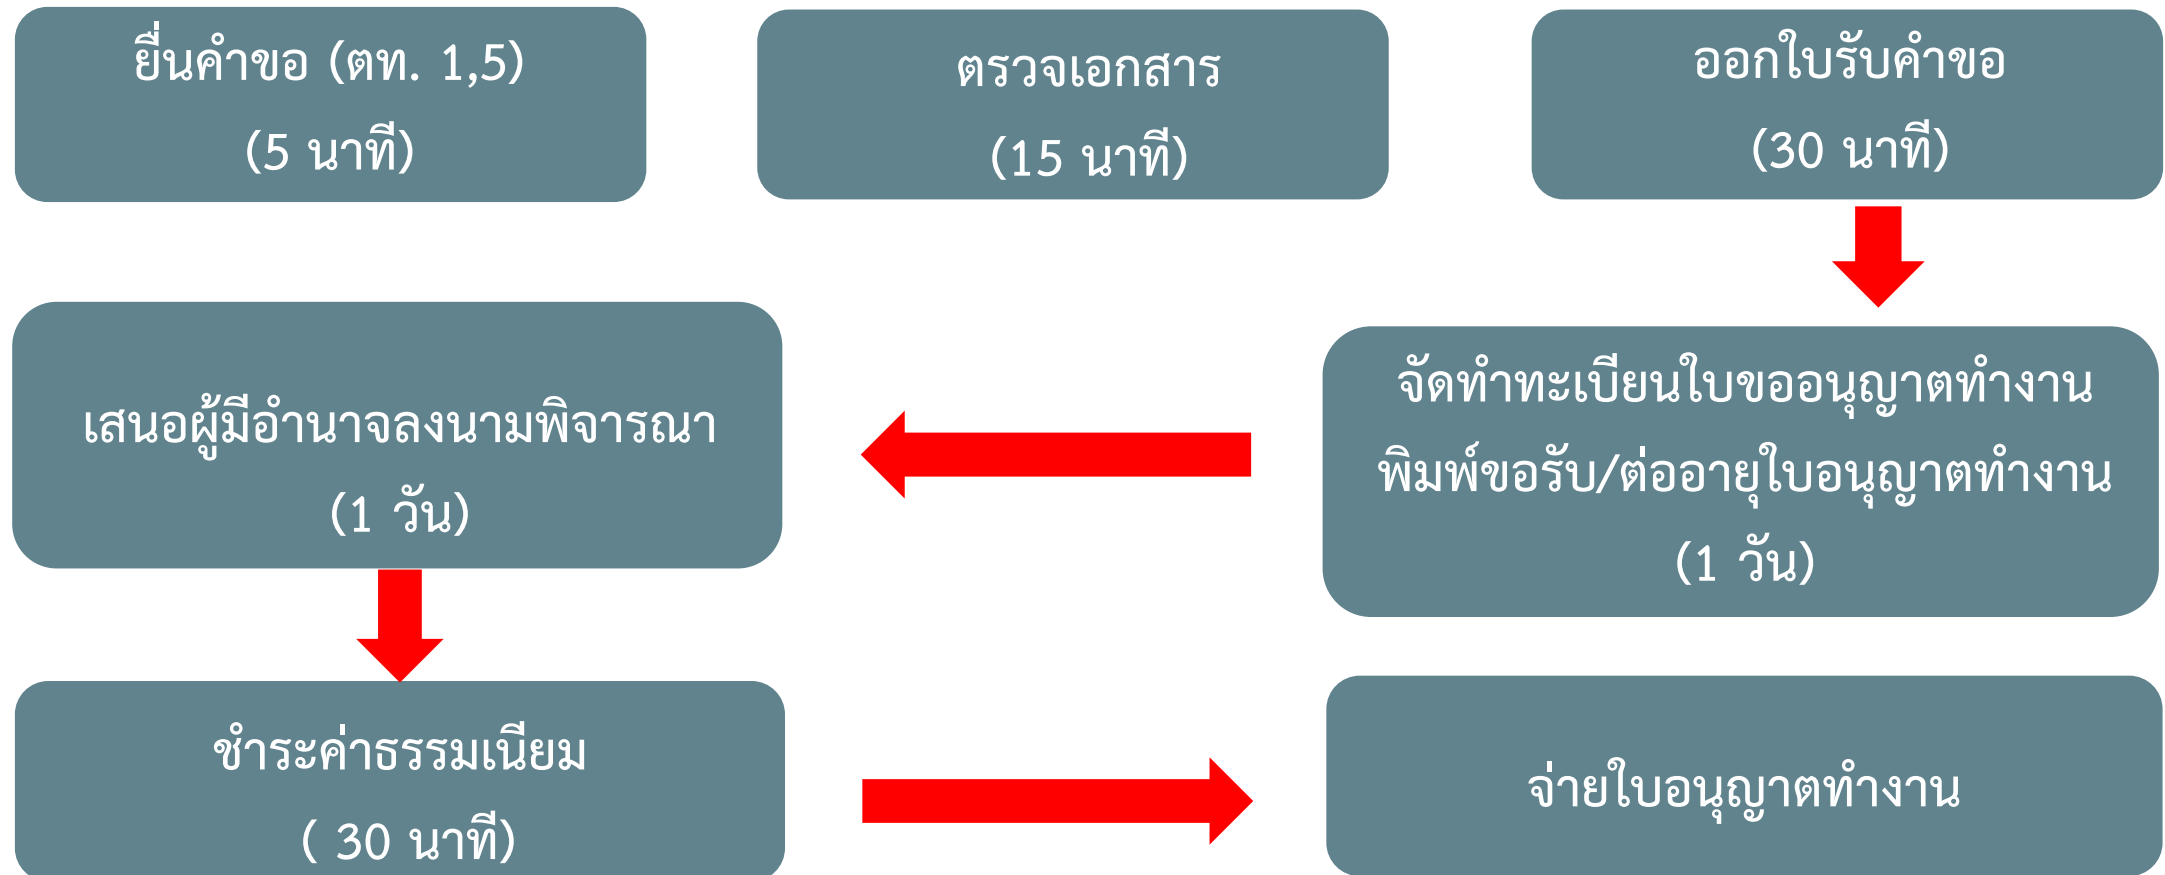 ยื่นคำขอ (ตท. 1,5)
(5 นาที)
ตรวจเอกสาร
(15 นาที)
ออกใบรับคำขอ
(30 นาที)
จัดทำทะเบียนใบขออนุญาตทำงาน
พิมพ์ขอรับ/ต่ออายุใบอนุญาตทำงาน
(1 วัน)
เสนอผู้มีอำนาจลงนามพิจารณา
(1 วัน)
ชำระค่าธรรมเนียม
( 30 นาที)
จ่ายใบอนุญาตทำงาน